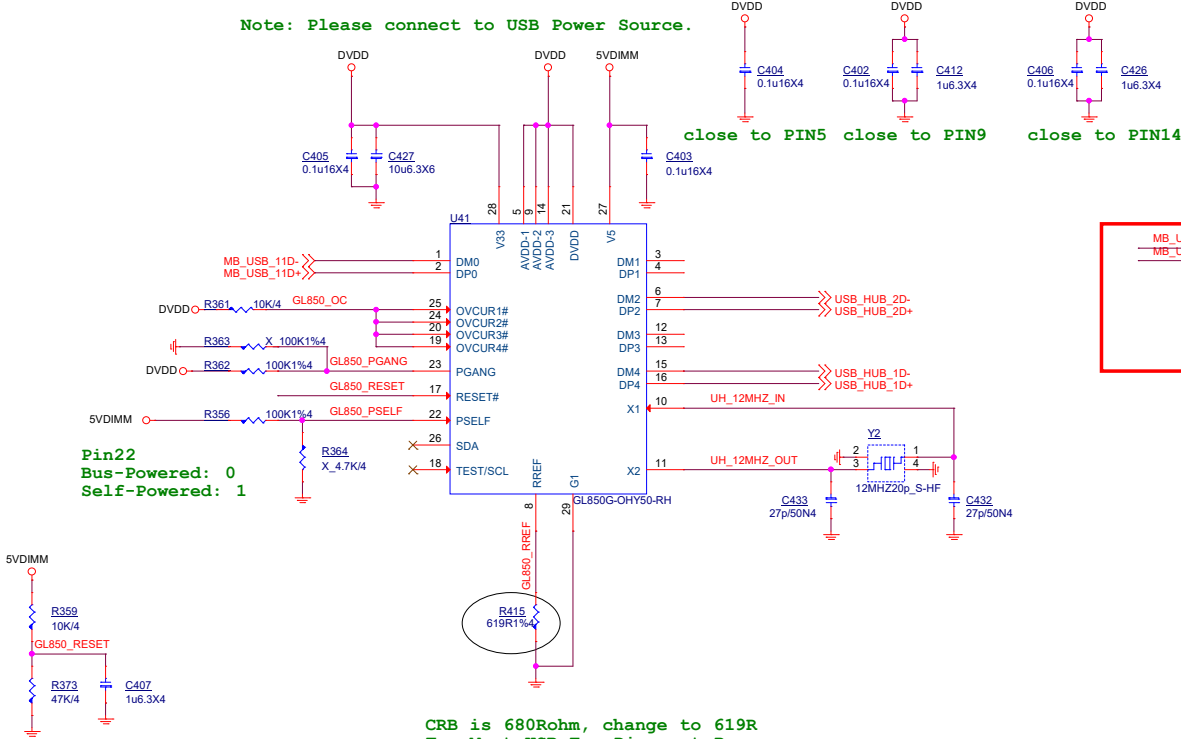 Note: Please connect to USB Power Source.
DVDD
DVDD
5VDIMM
DVDD
DVDD
DVDD
C404
0.1u16X4
C402
0.1u16X4
C412
1u6.3X4
C406
0.1u16X4
C426
1u6.3X4
close to PIN5
close to PIN9
close to PIN14
C405
0.1u16X4
C427
10u6.3X6
C403
0.1u16X4
U41
28
5
9
14
21
27
V33
AVDD-1
AVDD-2
AVDD-3
DVDD
V5
MB_USB_11D-
MB_USB_11D+
1
2
DM0
DP0
DVDD
R361
10K/4
GL850_OC
25
24
20
19
OVCUR1#
OVCUR2#
OVCUR3#
OVCUR4#
R363
X_100K1%4
DVDD
R362
100K1%4
GL850_PGANG
23
PGANG
GL850_RESET
17
RESET#
5VDIMM
R356
100K1%4
GL850_PSELF
22
PSELF
R364
X_4.7K/4
26
SDA
18
TEST/SCL
Pin22
Bus-Powered: 0
Self-Powered: 1
DM1
DP1
3
4
DM2
DP2
6
7
USB_HUB_2D-
USB_HUB_2D+
DM3
DP3
12
13
DM4
DP4
15
16
USB_HUB_1D-
USB_HUB_1D+
X1
10
UH_12MHZ_IN
X2
11
UH_12MHZ_OUT
Y2
2
3
1
4
12MHZ20p_S-HF
C433
27p/50N4
C432
27p/50N4
RREF
G1
8
29
GL850G-OHY50-RH
GL850_RREF
R415
619R1%4
5VDIMM
R359
10K/4
GL850_RESET
R373
47K/4
C407
1u6.3X4
MB_U
MB_U
CRB is 680Rohm, change to 619R